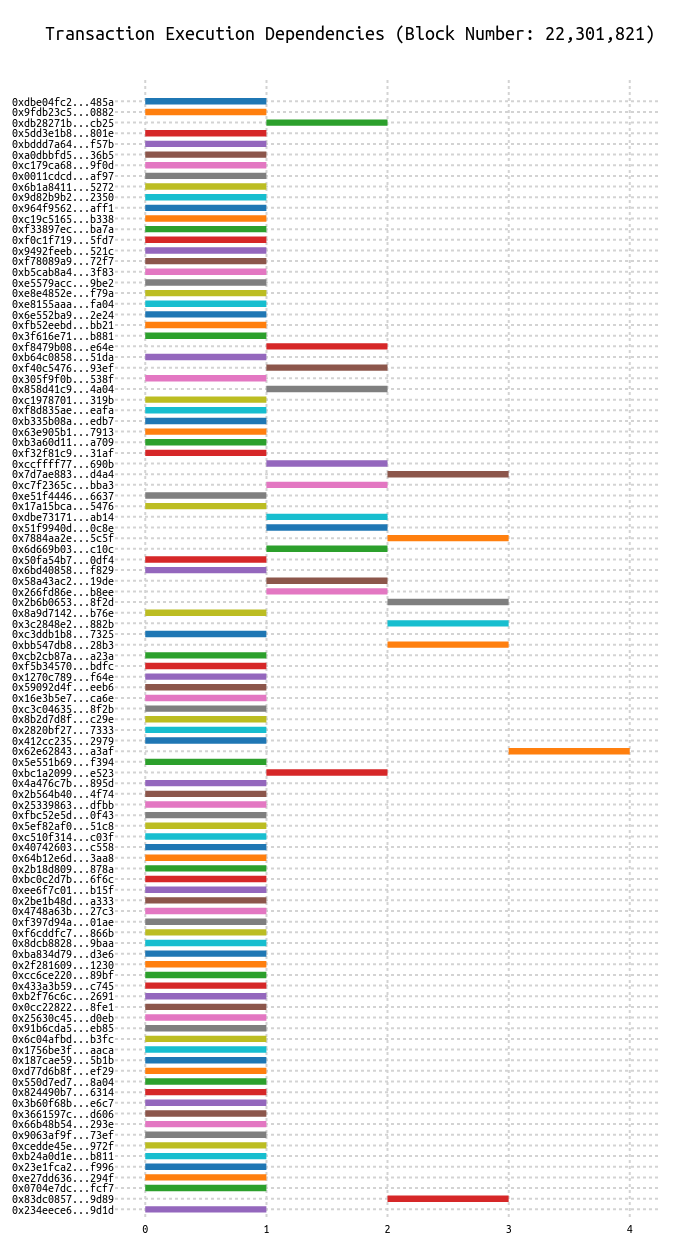 Transaction Execution Dependencies (Block Number: 22,301,821)
0xdbe04fc2...485a
0x9fdb23c5...0882
0xdb28271b...cb25
0x5dd3e1b8...801e
0xbddd7a64...f57b
0xa0dbbfd5...36b5
0xc179ca68...9f0d
0x0011cdcd...af97
0x6b1a8411...5272
0x9d82b9b2...2350
0x964f9562...aff1
0xc19c5165...b338
0xf33897ec...ba7a
0xf0c1f719...5fd7
0x9492feeb...521c
0xf78089a9...72f7
0xb5cab8a4...3f83
0xe5579acc...9be2
0xe8e4852e...f79a
0xe8155aaa...fa04
0x6e552ba9...2e24
0xfb52eebd...bb21
0x3f616e71...b881
0xf8479b08...e64e
0xb64c0858...51da
0xf40c5476...93ef
0x305f9f0b...538f
0x858d41c9...4a04
0xc1978701...319b
0xf8d835ae...eafa
0xb335b08a...edb7
0x63e905b1...7913
0xb3a60d11...a709
0xf32f81c9...31af
0xccffff77...690b
0x7d7ae883...d4a4
0xc7f2365c...bba3
0xe51f4446...6637
0x17a15bca...5476
0xdbe73171...ab14
0x51f9940d...0c8e
0x7884aa2e...5c5f
0x6d669b03...c10c
0x50fa54b7...0df4
0x6bd40858...f829
0x58a43ac2...19de
0x266fd86e...b8ee
0x2b6b0653...8f2d
0x8a9d7142...b76e
0x3c2848e2...882b
0xc3ddb1b8...7325
0xbb547db8...28b3
0xcb2cb87a...a23a
0xf5b34570...bdfc
0x1270c789...f64e
0x59092d4f...eeb6
0x16e3b5e7...ca6e
0xc3c04635...8f2b
0x8b2d7d8f...c29e
0x2820bf27...7333
0x412cc235...2979
0x62e62843...a3af
0x5e551b69...f394
0xbc1a2099...e523
0x4a476c7b...895d
0x2b564b40...4f74
0x25339863...dfbb
0xfbc52e5d...0f43
0x5ef82af0...51c8
0xc510f314...c03f
0x40742603...c558
0x64b12e6d...3aa8
0x2b18d809...878a
0xbc0c2d7b...6f6c
0xee6f7c01...b15f
0x2be1b48d...a333
0x4748a63b...27c3
0xf397d94a...01ae
0xf6cddfc7...866b
0x8dcb8828...9baa
0xba834d79...d3e6
0x2f281609...1230
0xcc6ce220...89bf
0x433a3b59...c745
0xb2f76c6c...2691
0x0cc22822...8fe1
0x25630c45...d0eb
0x91b6cda5...eb85
0x6c04afbd...b3fc
0x1756be3f...aaca
0x187cae59...5b1b
0xd77d6b8f...ef29
0x550d7ed7...8a04
0x824490b7...6314
0x3b60f68b...e6c7
0x3661597c...d606
0x66b48b54...293e
0x9063af9f...73ef
0xcedde45e...972f
0xb24a0d1e...b811
0x23e1fca2...f996
0xe27dd636...294f
0x0704e7dc...fcf7
0x83dc0857...9d89
0x234eece6...9d1d
0 1 2 3 4